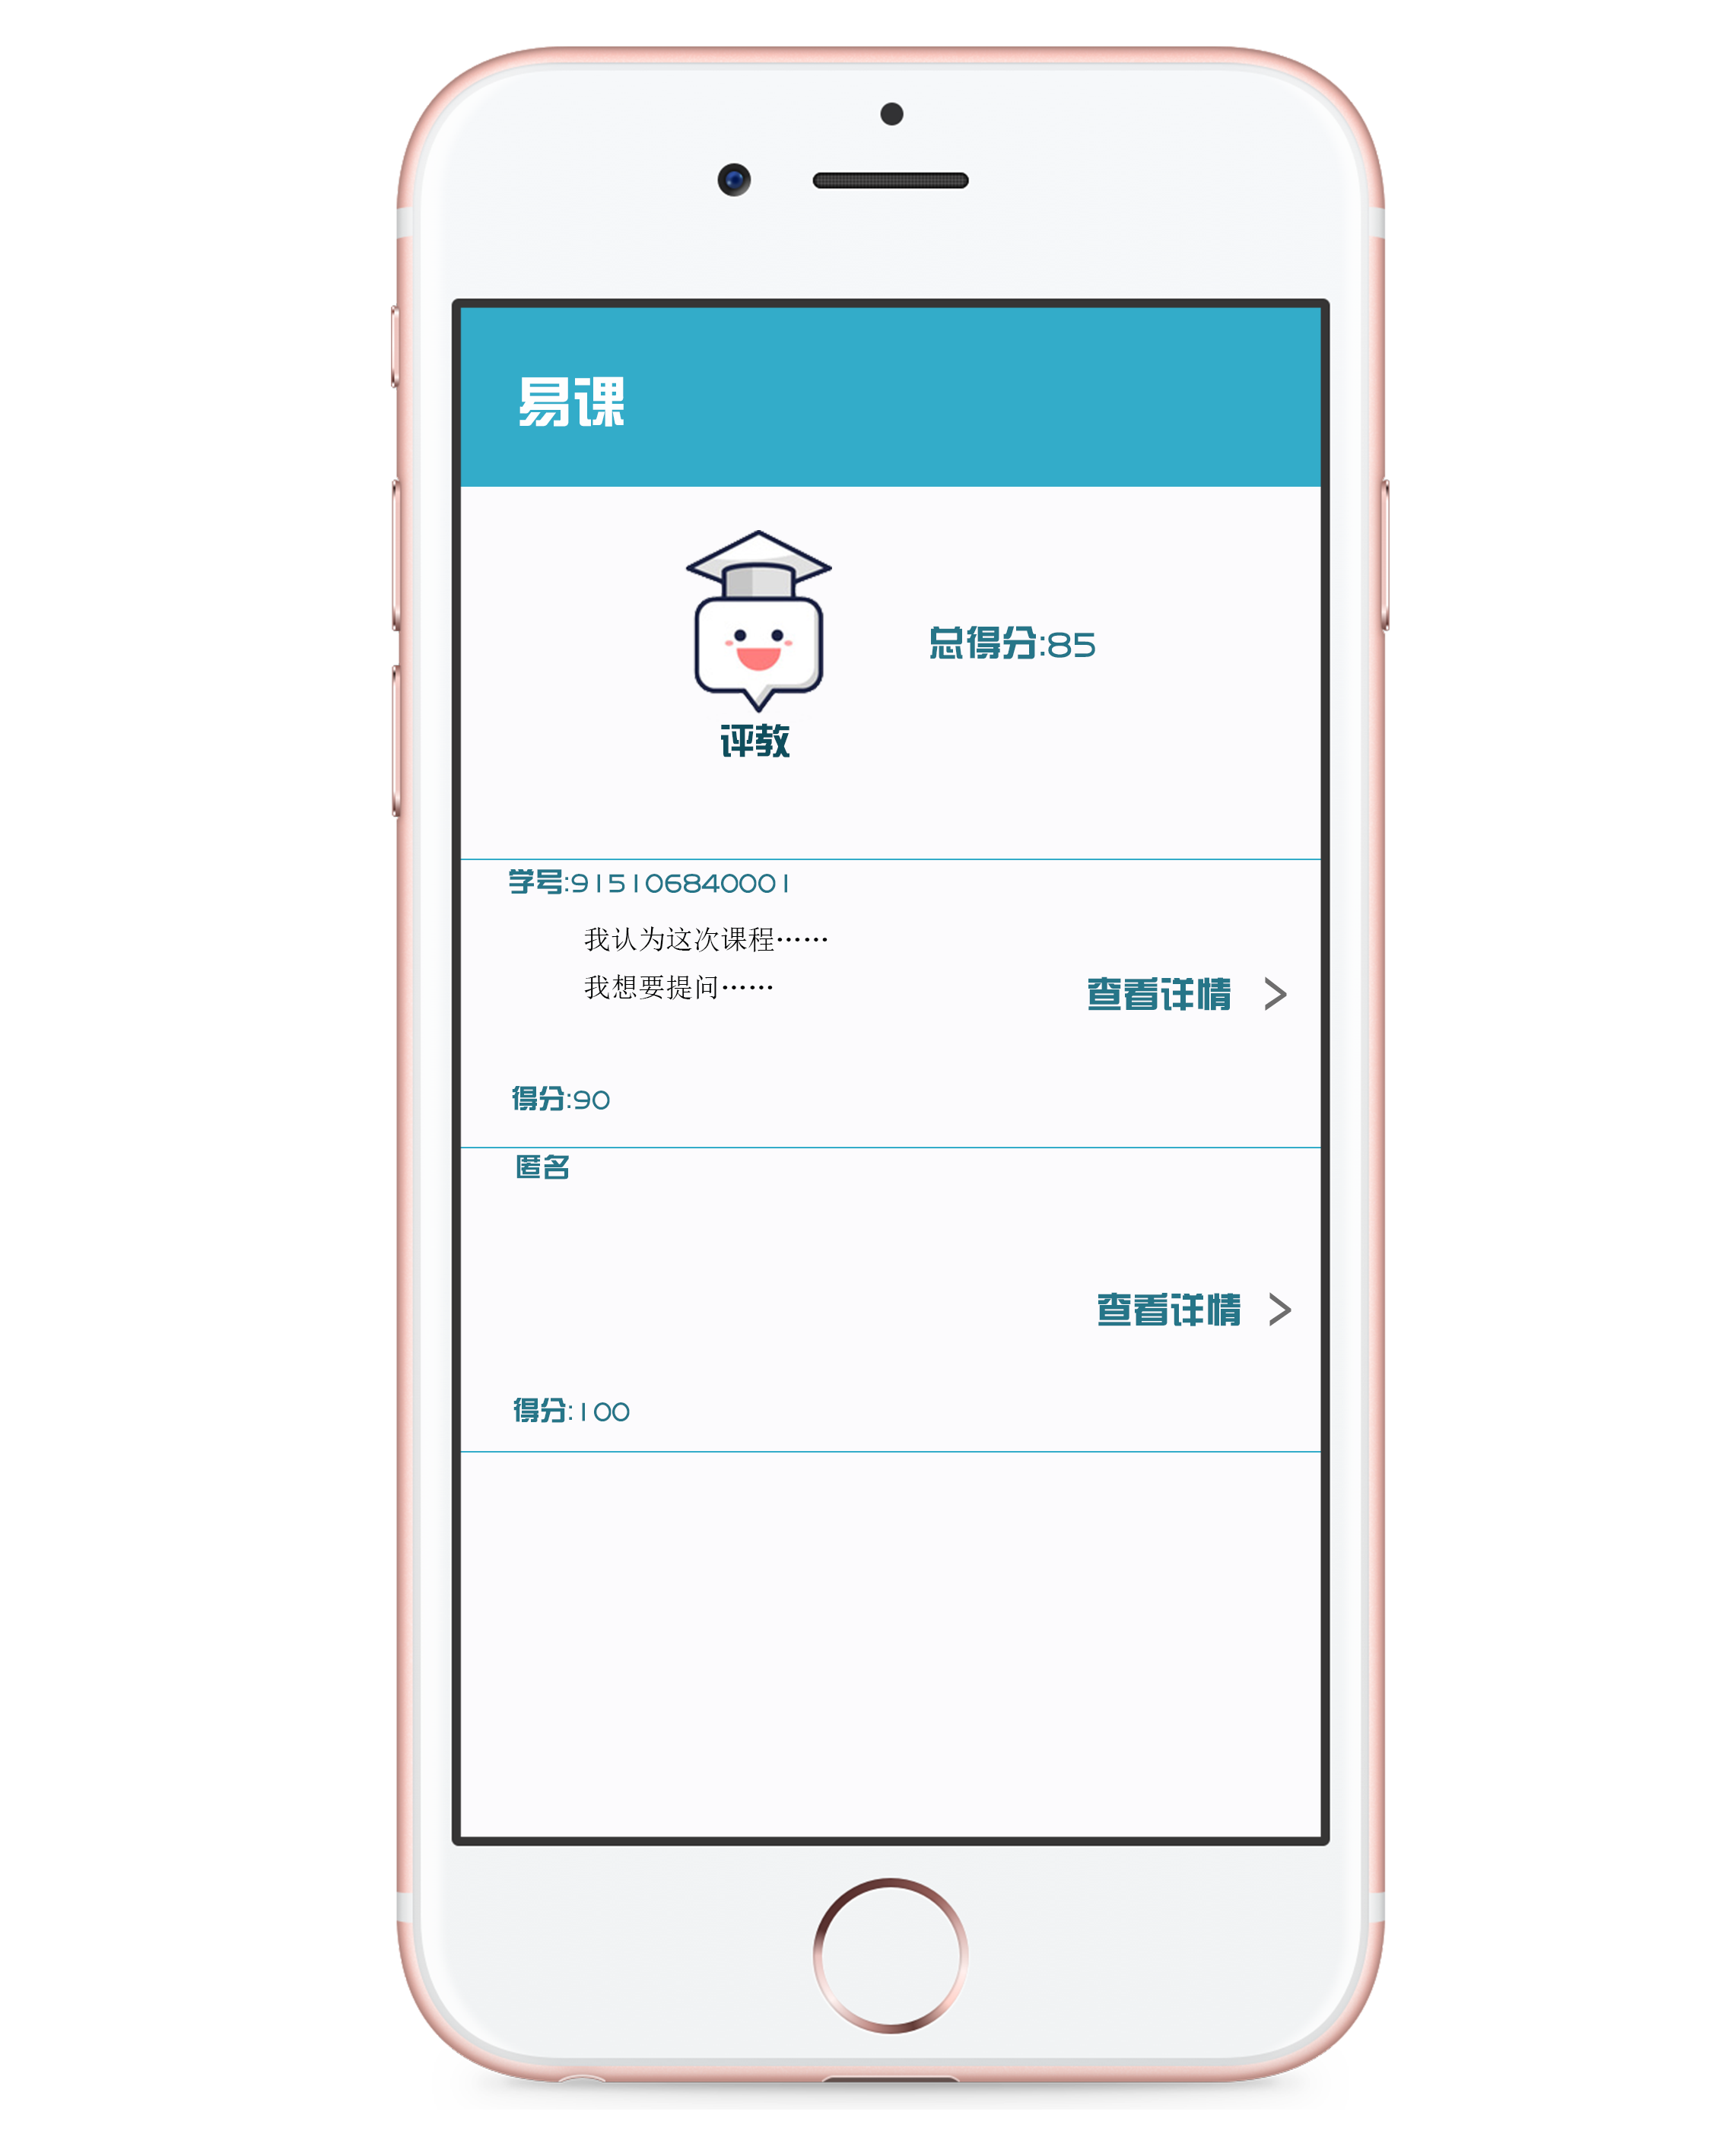 易课
总得分:85
评教
学号:915106840001
我认为这次课程……
我想要提问……
查看详情 >
得分:90
匿名
查看详情 >
得分:100